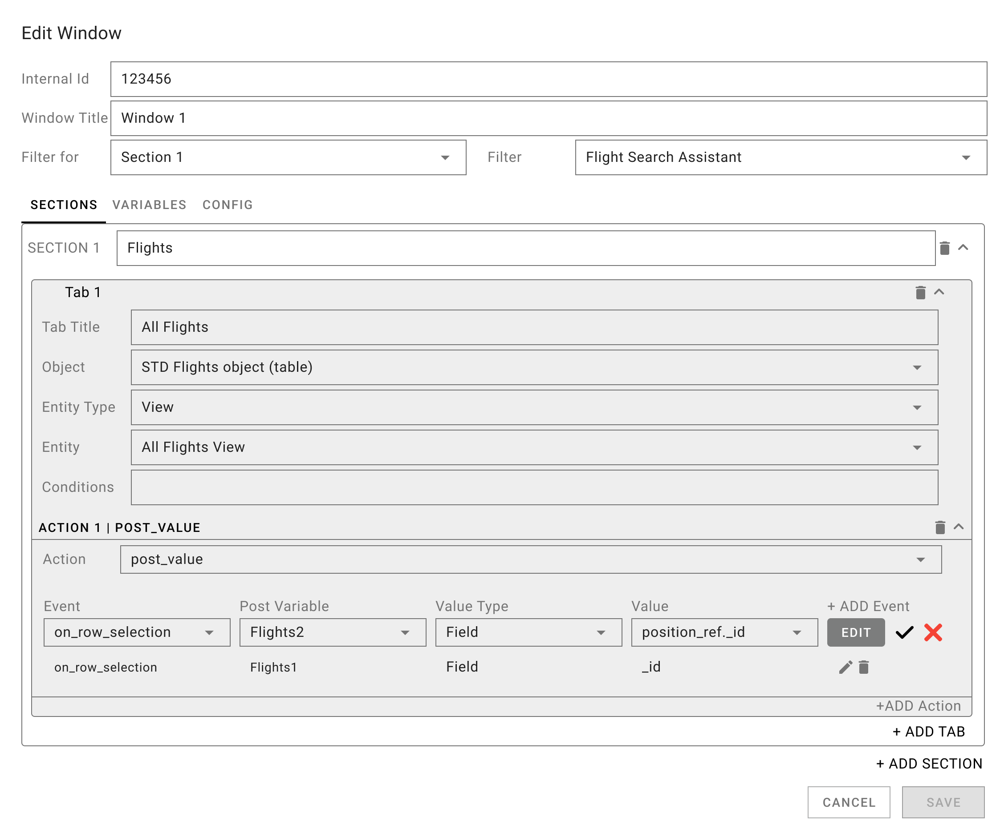 Edit Window
Internal Id 123456
Window Title Window 1
Filter for Section 1 Filter Flight Search Assistant
SECTIONS VARIABLES CONFIG
SECTION 1 Flights
Tab 1
Tab Title All Flights
Object STD Flights object (table)
Entity Type View
Entity All Flights View
Conditions
ACTION 1 | POST_VALUE
Action post_value
Event Post Variable Value Type Value + ADD Event
on_row_selection Flights2 Field position_ref._id EDIT
on_row_selection Flights1 Field _id
+ADD Action
+ ADD TAB
+ ADD SECTION
CANCEL SAVE